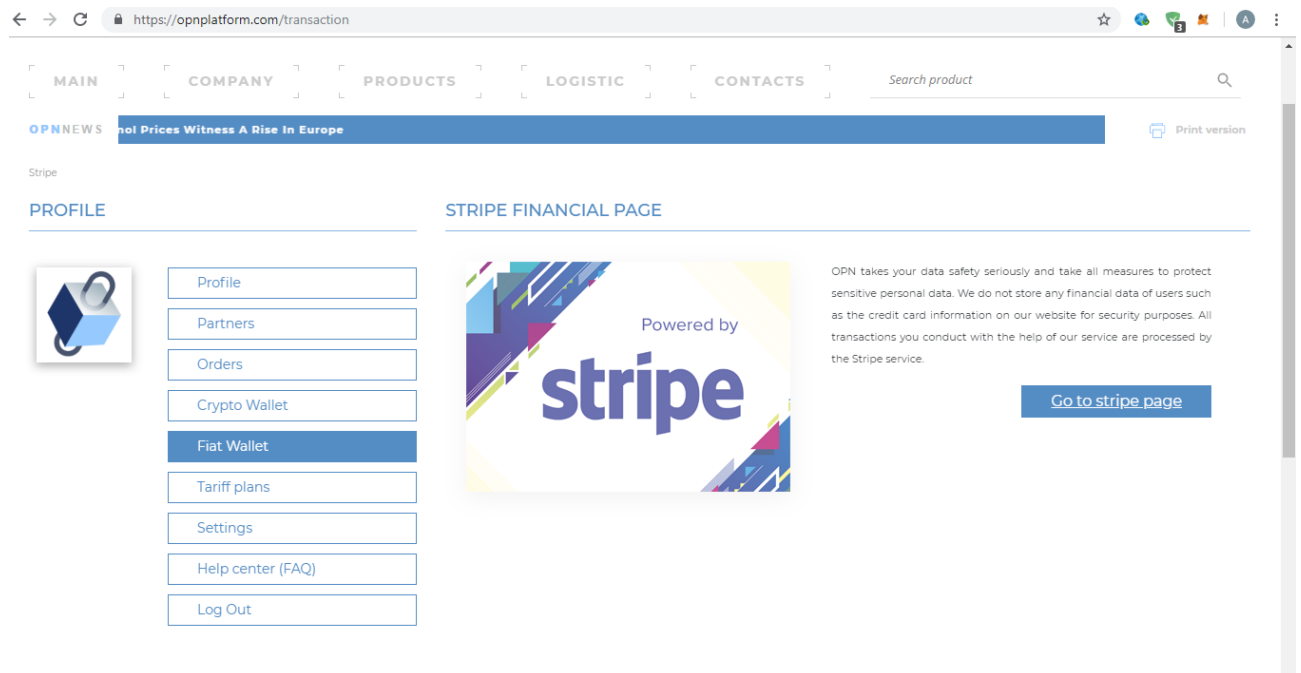 https://opnplatform.com/transaction
3
A
MAIN
COMPANY
PRODUCTS
LOGISTIC
CONTACTS
Search product
OPNNEWS
nol Prices Witness A Rise In Europe
Print version
Stripe
PROFILE
Profile
Partners
Orders
Crypto Wallet
Fiat Wallet
Tariff plans
Settings
Help center (FAQ)
Log Out
STRIPE FINANCIAL PAGE
Powered by
stripe
OPN takes your data safety seriously and take all measures to protect
sensitive personal data. We do not store any financial data of users such
as the credit card information on our website for security purposes. All
transactions you conduct with the help of our service are processed by
the Stripe service.
Go to stripe page